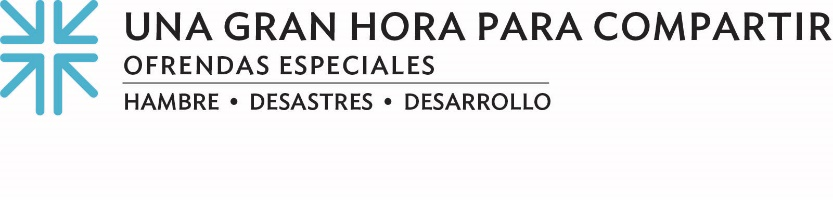 UNA GRAN HORA PARA COMPARTIR
OFRENDAS ESPECIALES
HAMBRE • DESASTRES • DESARROLLO